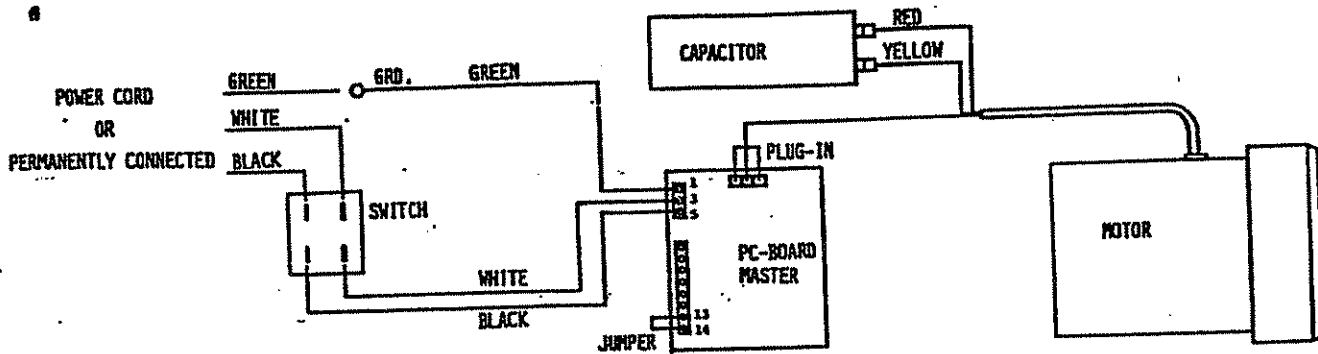 RED
CAPACITOR
YELLOW
GREEN
GRD.
GREEN
POWER CORD
OR
PERMANENTLY CONNECTED
WHITE
BLACK
PLUG-IN
1
3
5
SWITCH
MOTOR
PC-BOARD
MASTER
WHITE
BLACK
13
14
JUMPER